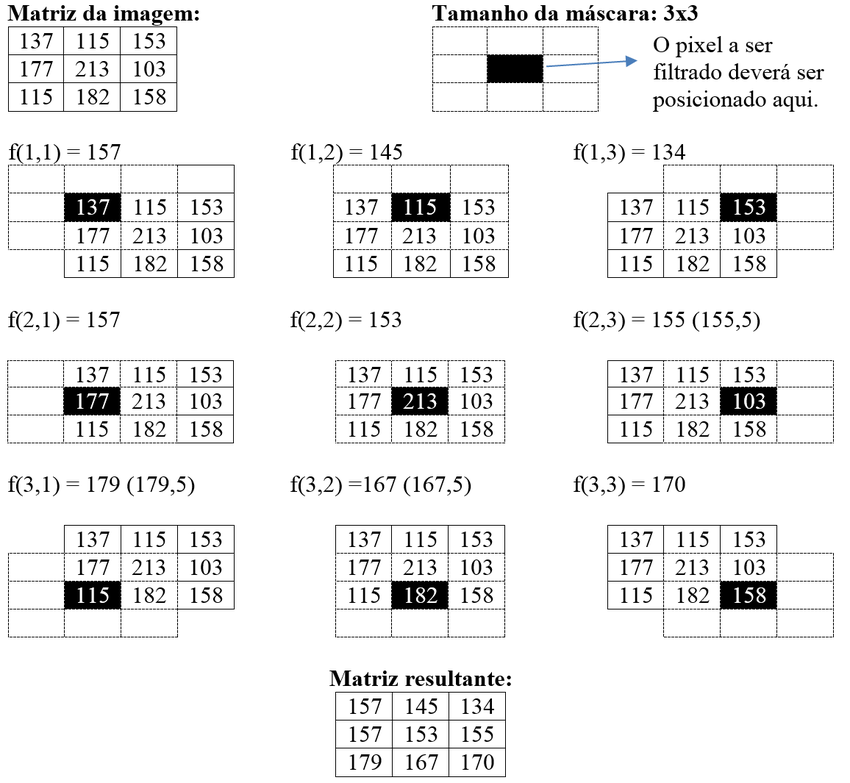 Matriz da imagem:
137 115 153
177 213 103
115 182 158
Tamanho da máscara: 3x3
O pixel a ser
filtrado deverá ser
posicionado aqui.
f(1,1) = 157
137 115 153
177 213 103
115 182 158
f(1,2) = 145
137 115 153
177 213 103
115 182 158
f(1,3) = 134
137 115 153
177 213 103
115 182 158
f(2,1) = 157
137 115 153
177 213 103
115 182 158
f(2,2) = 153
137 115 153
177 213 103
115 182 158
f(2,3) = 155 (155,5)
137 115 153
177 213 103
115 182 158
f(3,1) = 179 (179,5)
137 115 153
177 213 103
115 182 158
f(3,2) =167 (167,5)
137 115 153
177 213 103
115 182 158
f(3,3) = 170
137 115 153
177 213 103
115 182 158
Matriz resultante:
157 145 134
157 153 155
179 167 170